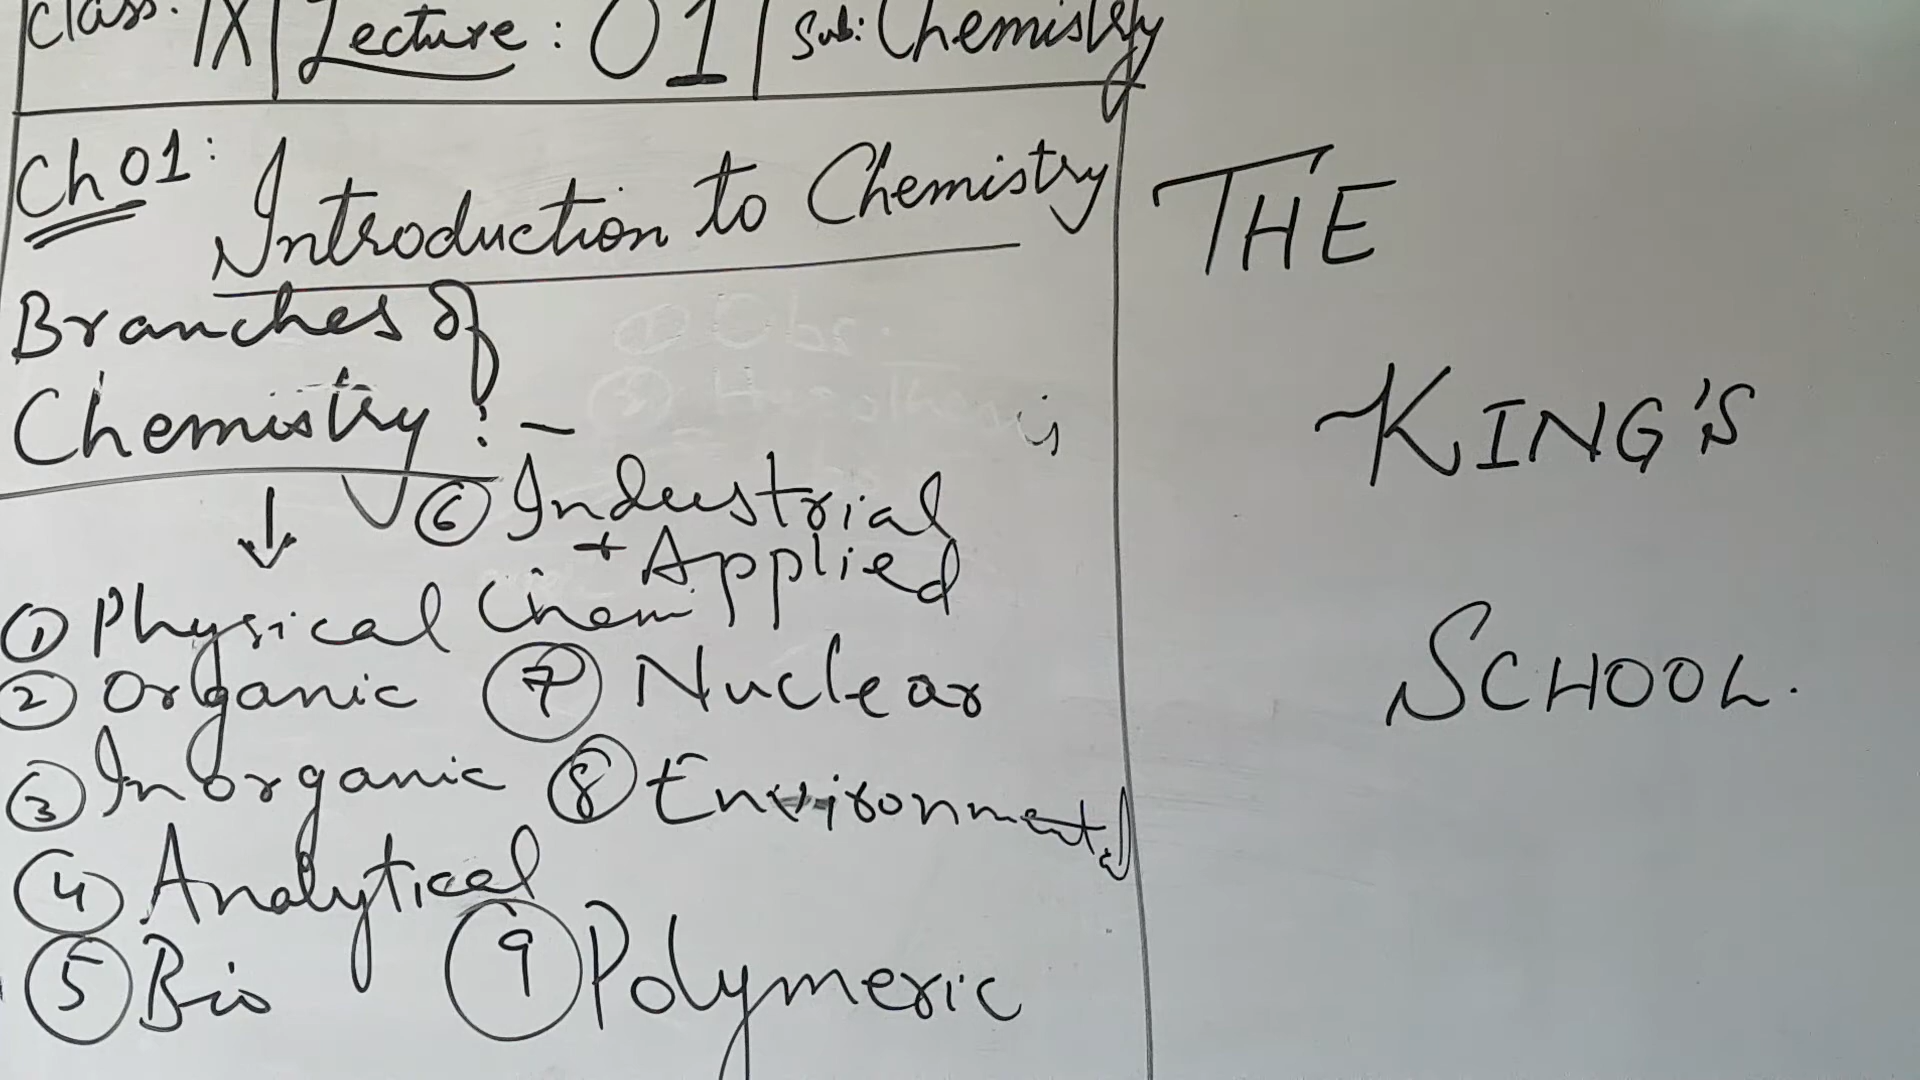 Class: IX | Lecture: 01 | Sub: Chemistry
Ch 01: Introduction to Chemistry
Branches of
Chemistry :-
① Physical Chem
② Organic
③ Inorganic
④ Analytical
⑤ Bio
⑥ Industrial
+ Applied
⑦ Nuclear
⑧ Environmental
⑨ Polymeric
THE
KING'S
SCHOOL.